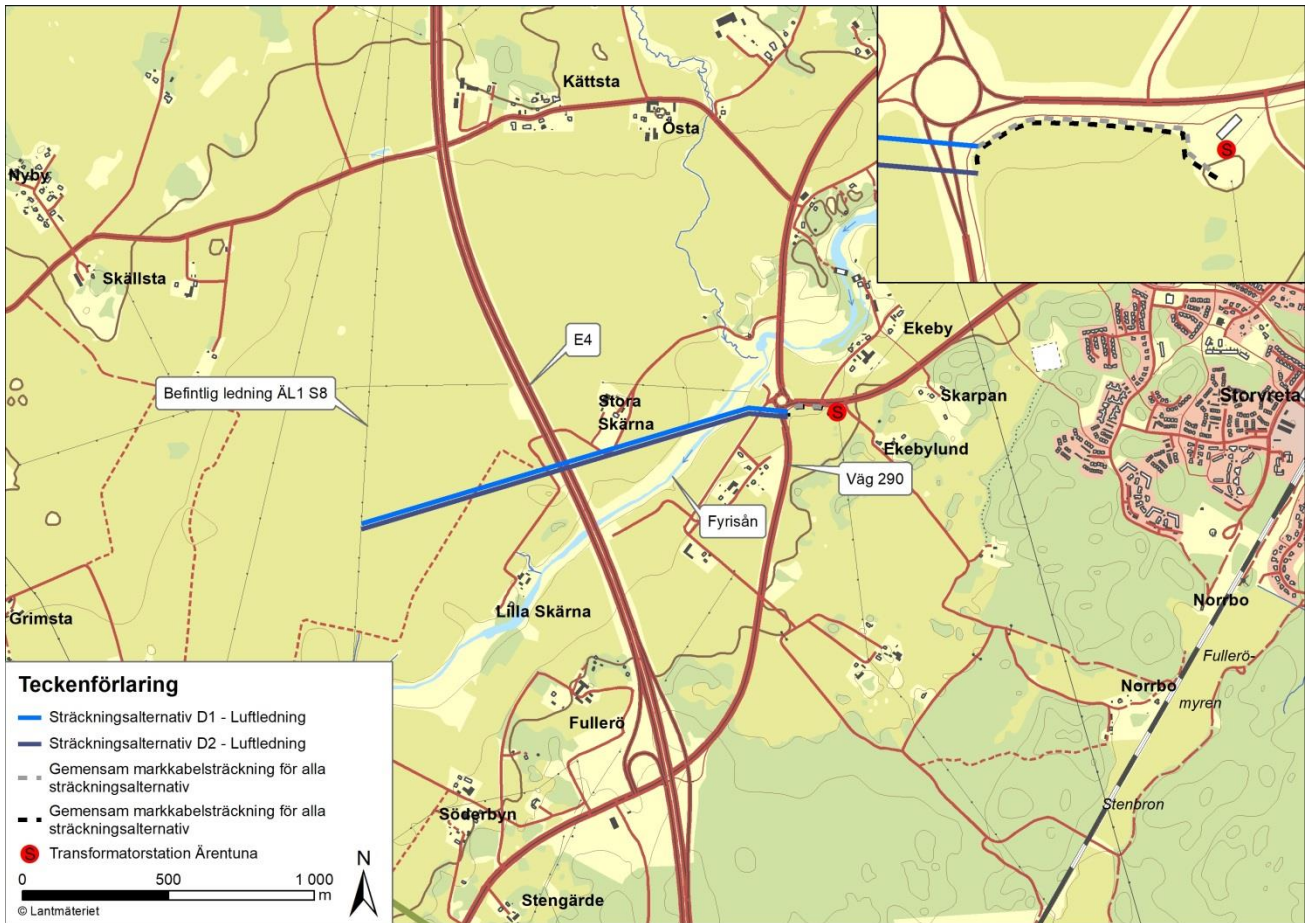 Kättsta
Östa
Nyby
Skällsta
S
Ekeby
E4
Befintlig ledning ÄL1 S8
Stora
Skärna
Skarpan
Storvreta
S
Ekebylund
Väg 290
Fyrisån
Grimsta
Lilla Skärna
Norrbo
Fullerö-
myren
Norrbo
Fullerö
Stenbron
Söderbyn
Stengärde
Teckenförlaring
Sträckningsalternativ D1 - Luftledning
Sträckningsalternativ D2 - Luftledning
Gemensam markkabelsträckning för alla
sträckningsalternativ
Gemensam markkabelsträckning för alla
sträckningsalternativ
S Transformatorstation Ärentuna
N
0 500 1 000
m
© Lantmäteriet